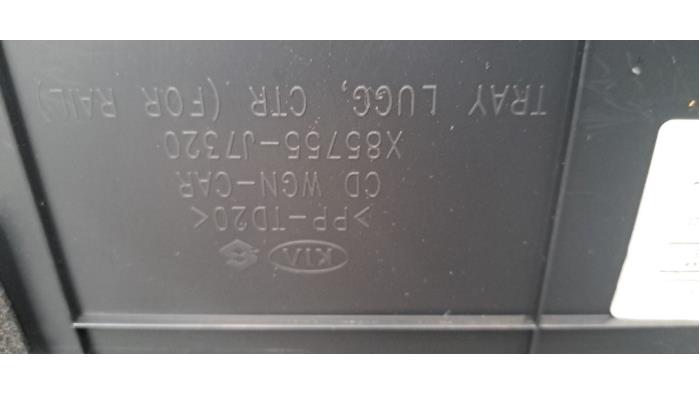 TRAY LUGG, CTR (FOR RAIL)
X85755-J7320
CD WGN-CAR
>PP-TD20<
KIA